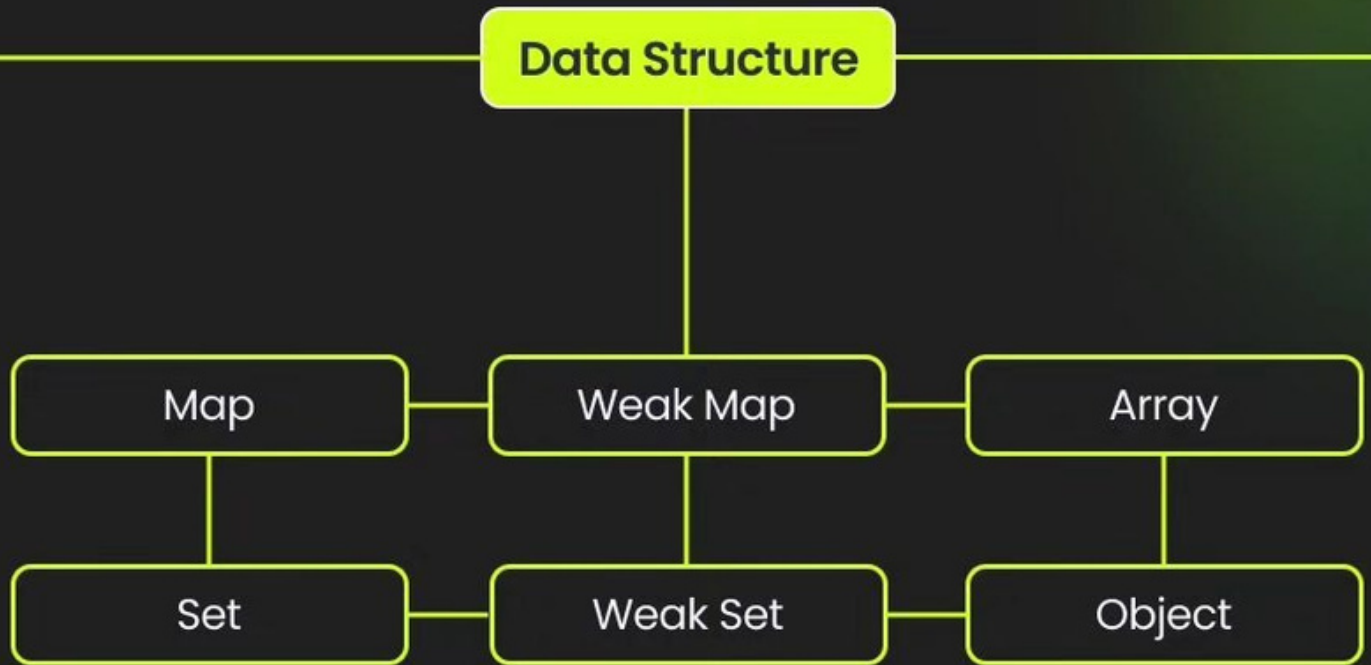 Data Structure
Map
Weak Map
Array
Set
Weak Set
Object